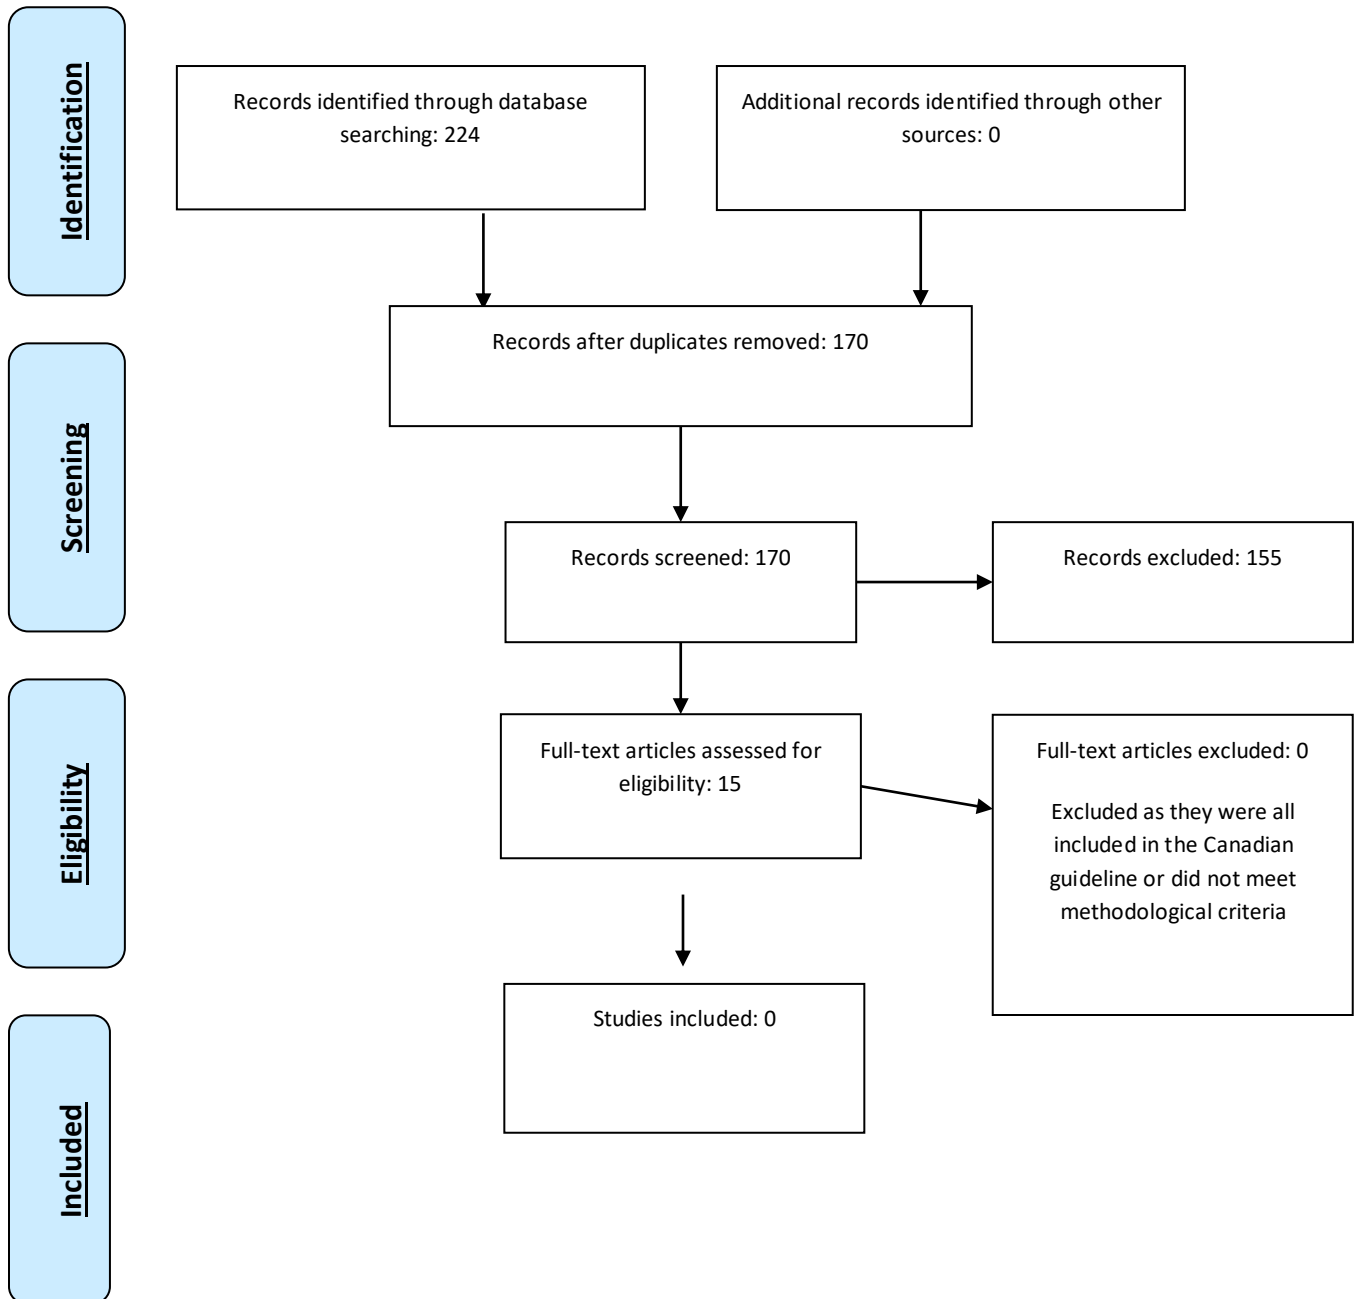 Identification
Records identified through database
searching: 224
Additional records identified through other
sources: 0
Records after duplicates removed: 170
Screening
Records screened: 170
Records excluded: 155
Eligibility
Full-text articles assessed for
eligibility: 15
Full-text articles excluded: 0
Excluded as they were all
included in the Canadian
guideline or did not meet
methodological criteria
Included
Studies included: 0